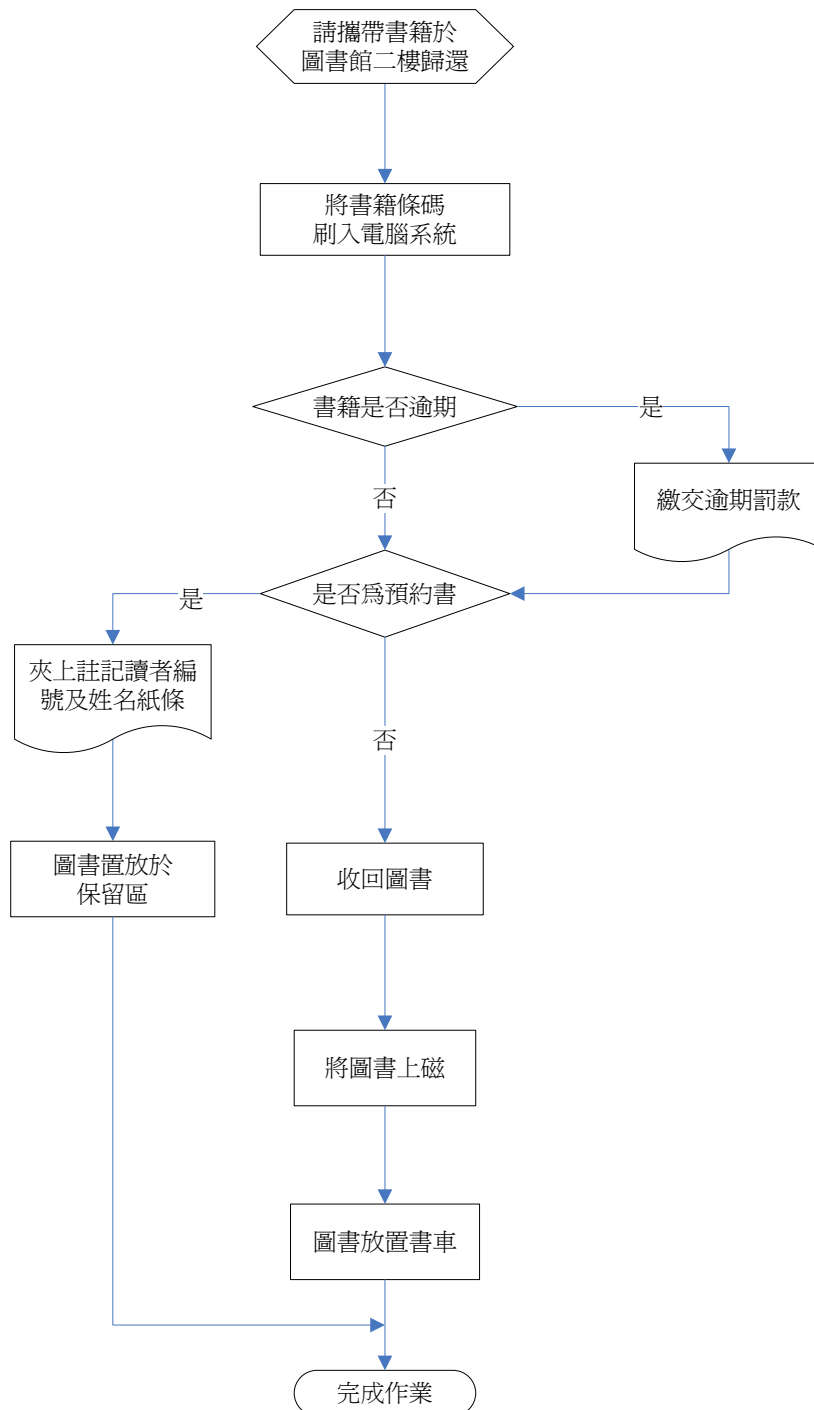 請攜帶書籍於
圖書館二樓歸還
將書籍條碼
刷入電腦系統
書籍是否逾期
是
繳交逾期罰款
否
是否為預約書
是
夾上註記讀者編
號及姓名紙條
否
圖書置放於
保留區
收回圖書
將圖書上磁
圖書放置書車
完成作業